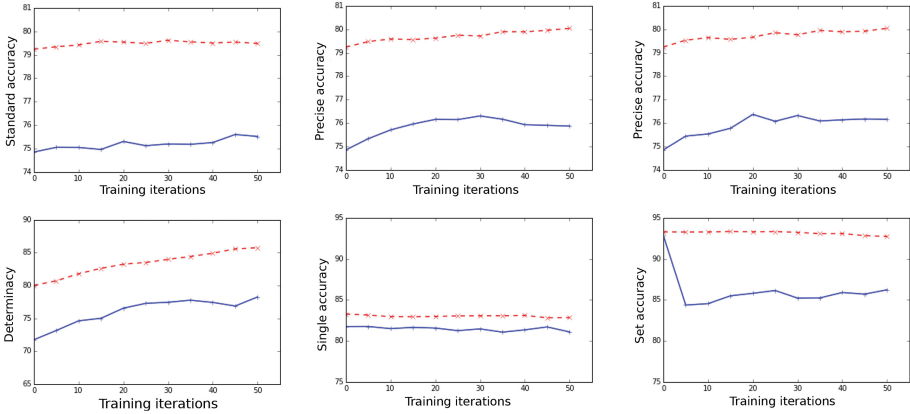 Standard accuracy
81
80
79
78
77
76
75
74
0 10 20 30 40 50
Training iterations
Precise accuracy
81
80
79
78
77
76
75
74
0 10 20 30 40 50
Training iterations
Precise accuracy
81
80
79
78
77
76
75
74
0 10 20 30 40 50
Training iterations
Determinacy
90
85
80
75
70
65
0 10 20 30 40 50
Training iterations
Single accuracy
95
90
85
80
75
0 10 20 30 40 50
Training iterations
Set accuracy
95
90
85
80
75
0 10 20 30 40 50
Training iterations